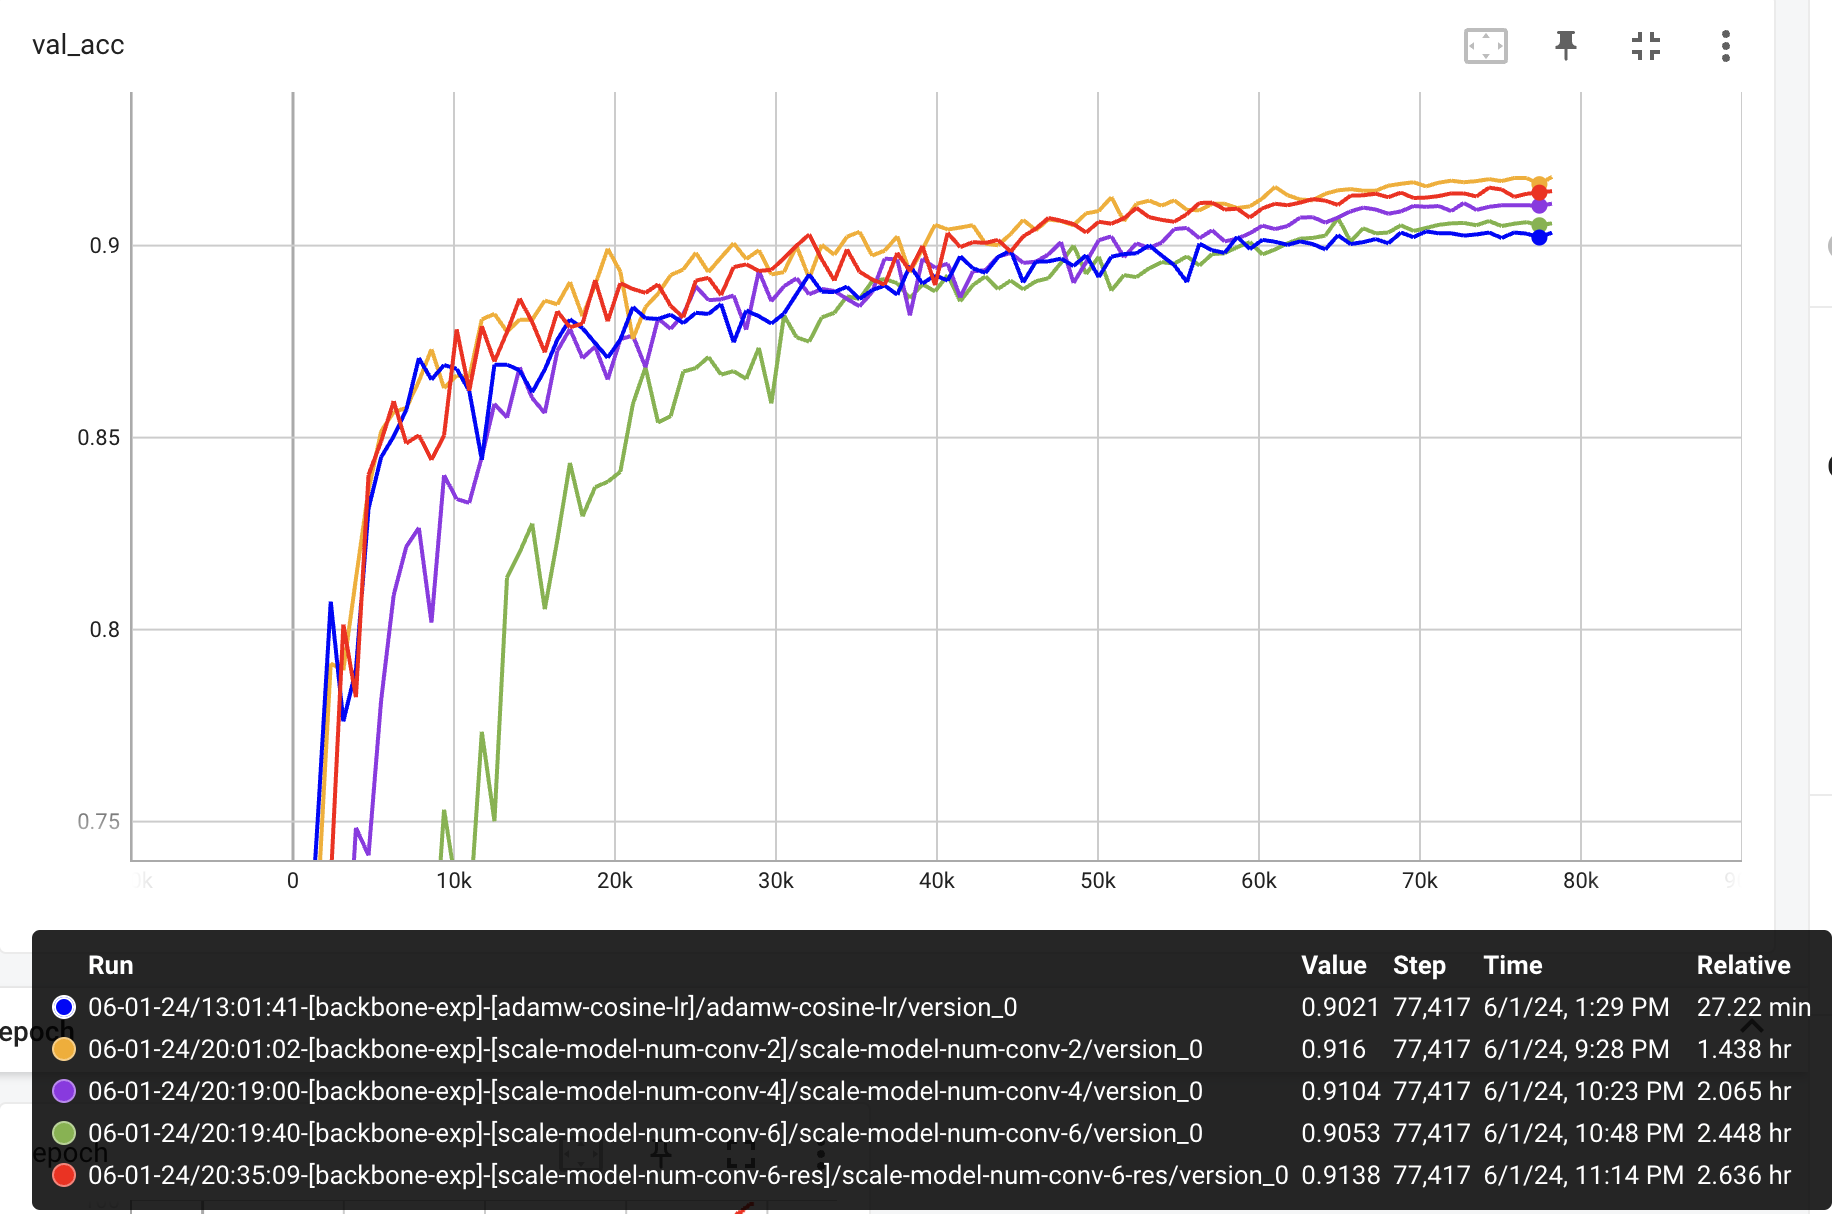 val_acc
0.9
0.85
0.8
0.75
0k 0 10k 20k 30k 40k 50k 60k 70k 80k
Run Value Step Time Relative
06-01-24/13:01:41-[backbone-exp]-[adamw-cosine-lr]/adamw-cosine-lr/version_0 0.9021 77,417 6/1/24, 1:29 PM 27.22 min
epoch
06-01-24/20:01:02-[backbone-exp]-[scale-model-num-conv-2]/scale-model-num-conv-2/version_0 0.916 77,417 6/1/24, 9:28 PM 1.438 hr
06-01-24/20:19:00-[backbone-exp]-[scale-model-num-conv-4]/scale-model-num-conv-4/version_0 0.9104 77,417 6/1/24, 10:23 PM 2.065 hr
06-01-24/20:19:40-[backbone-exp]-[scale-model-num-conv-6]/scale-model-num-conv-6/version_0 0.9053 77,417 6/1/24, 10:48 PM 2.448 hr
epoch
06-01-24/20:35:09-[backbone-exp]-[scale-model-num-conv-6-res]/scale-model-num-conv-6-res/version_0 0.9138 77,417 6/1/24, 11:14 PM 2.636 hr